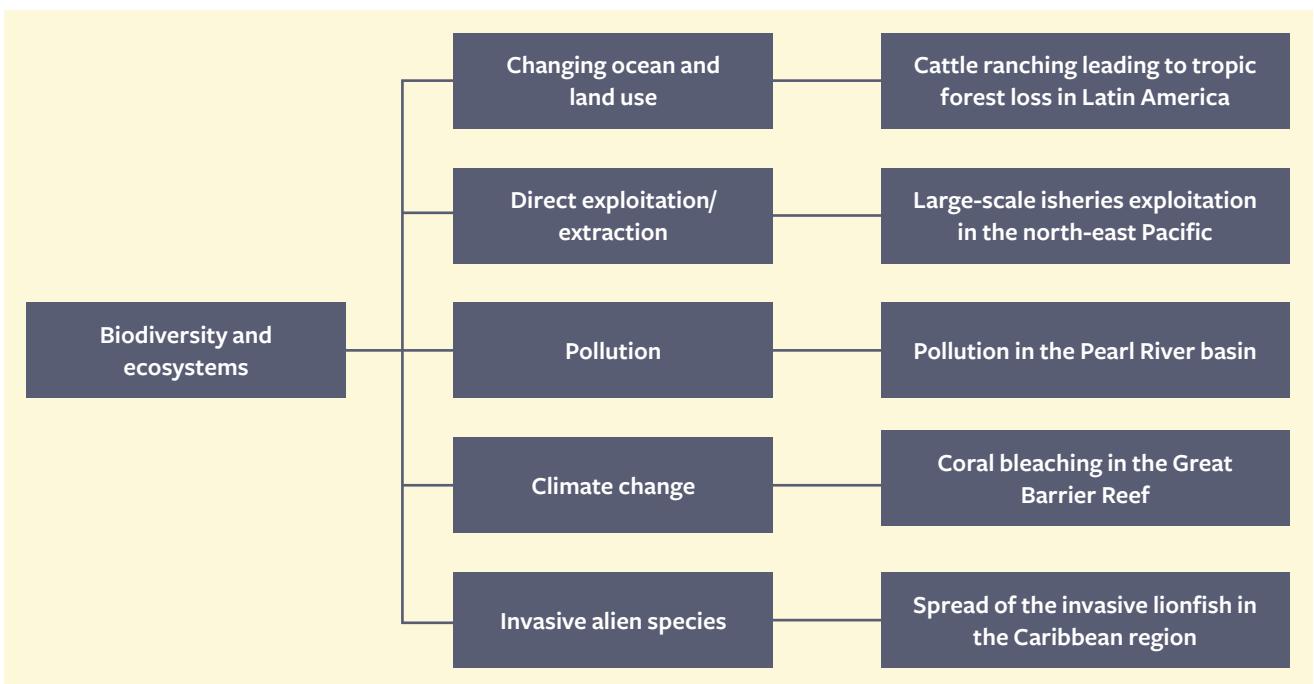 Changing ocean and
land use
Cattle ranching leading to tropic
forest loss in Latin America
Direct exploitation/
extraction
Large-scale isheries exploitation
in the north-east Pacific
Biodiversity and
ecosystems
Pollution
Pollution in the Pearl River basin
Climate change
Coral bleaching in the Great
Barrier Reef
Invasive alien species
Spread of the invasive lionfish in
the Caribbean region